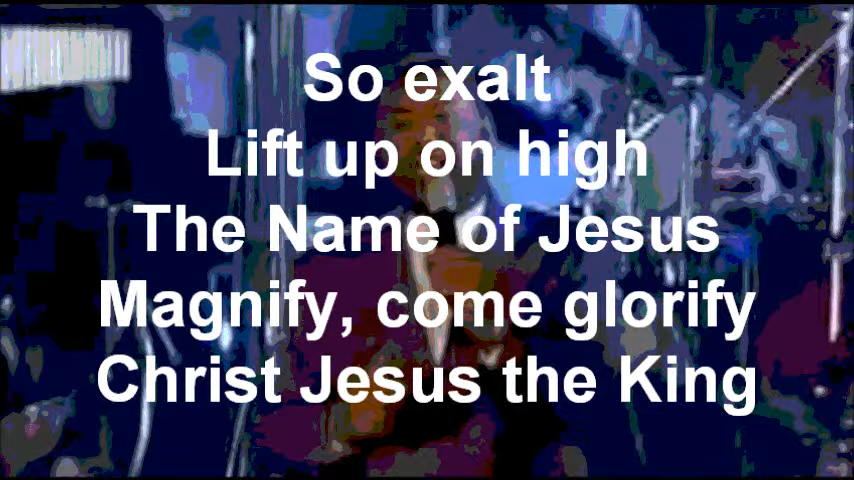 So exalt
Lift up on high
The Name of Jesus
Magnify, come glorify
Christ Jesus the King